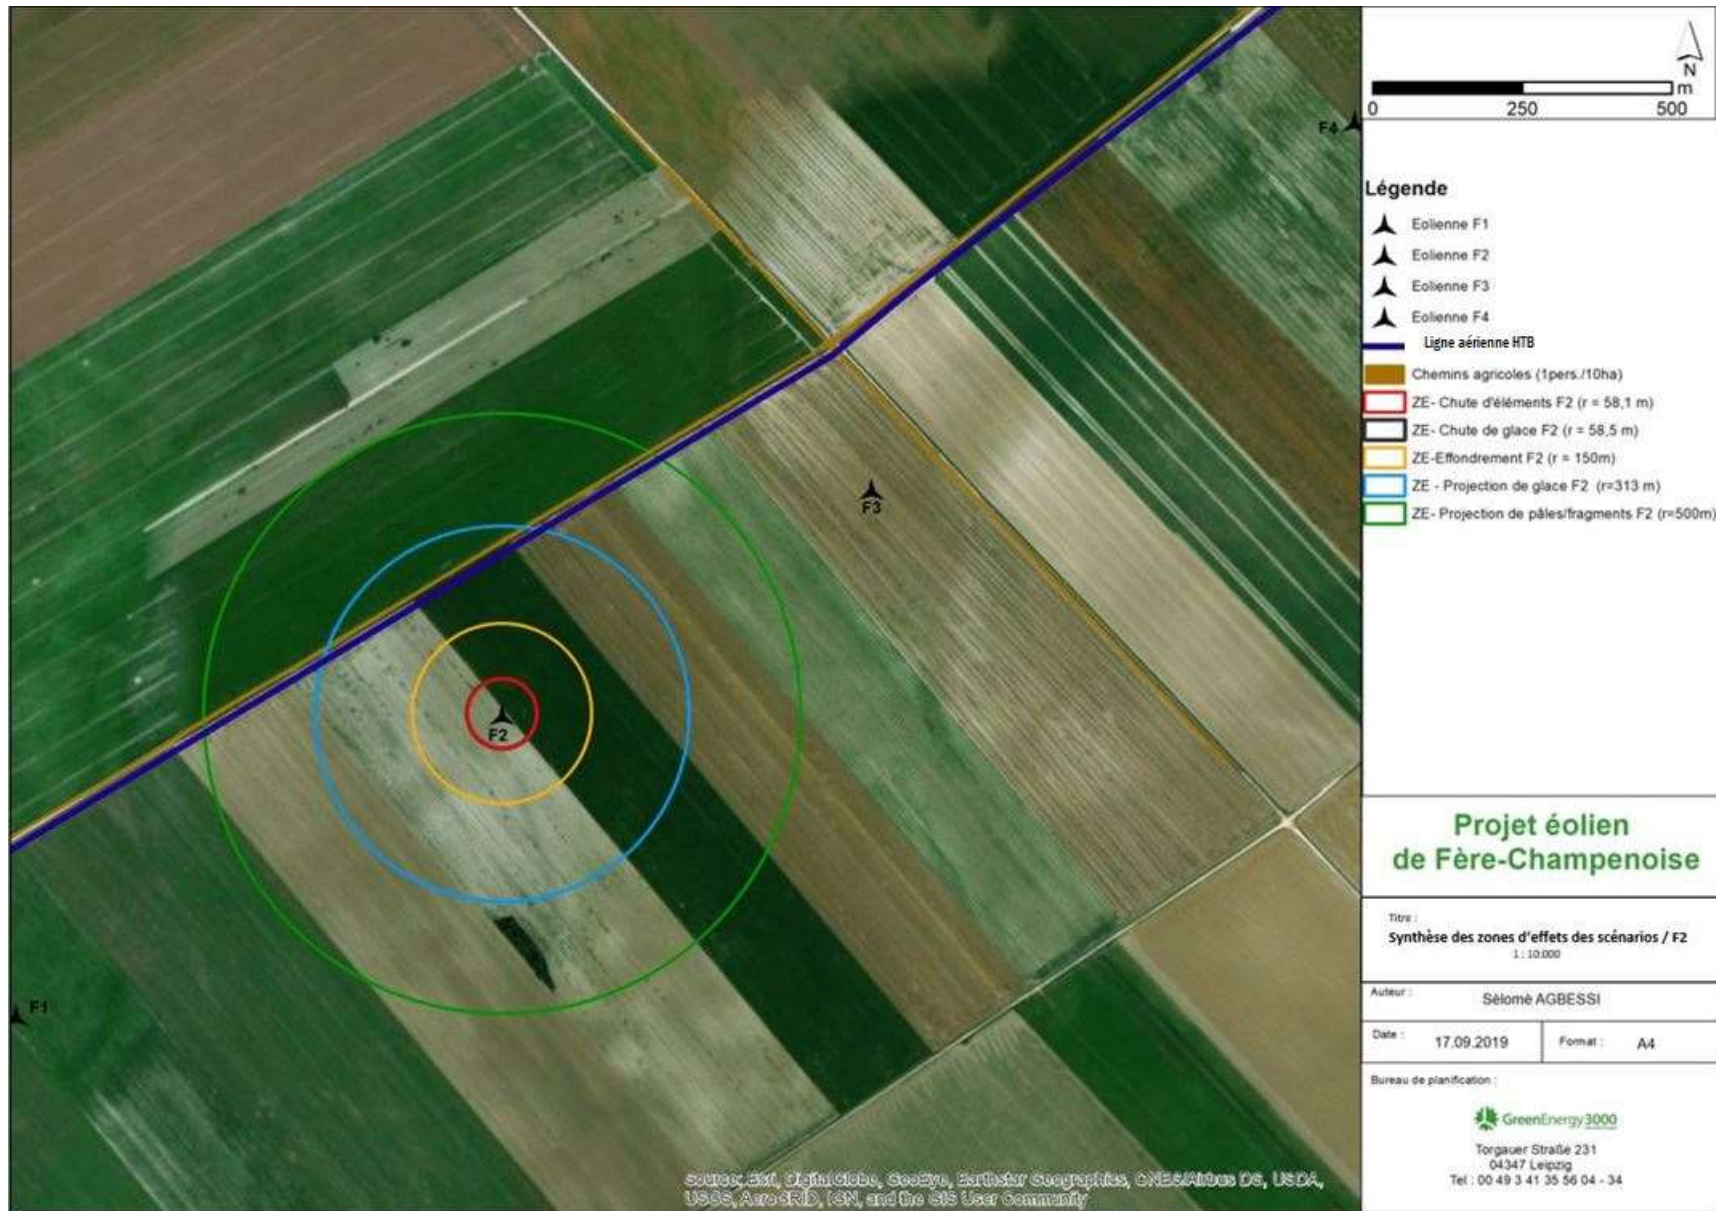 N
m
0 250 500
F4
F3
F2
F1
Légende
Eolienne F1
Eolienne F2
Eolienne F3
Eolienne F4
Ligne aérienne HTB
Chemins agricoles (1pers./10ha)
ZE- Chute d'éléments F2 (r = 58,1 m)
ZE- Chute de glace F2 (r = 58,5 m)
ZE-Effondrement F2 (r = 150m)
ZE - Projection de glace F2 (r=313 m)
ZE- Projection de pâles/fragments F2 (r=500m)
Projet éolien
de Fère-Champenoise
Titre :
Synthèse des zones d'effets des scénarios / F2
1 : 10:000
Auteur : Sèlomè AGBESSI
Date : 17.09.2019 Format : A4
Bureau de planification :
GreenEnergy 3000
Torgauer Straße 231
04347 Leipzig
Tel : 00 49 3 41 35 56 04 - 34
Source: Esri, DigitalGlobe, GeoEye, Earthstar Geographics, CNES/Airbus DS, USDA,
USGS, AeroGRID, IGN, and the GIS User Community